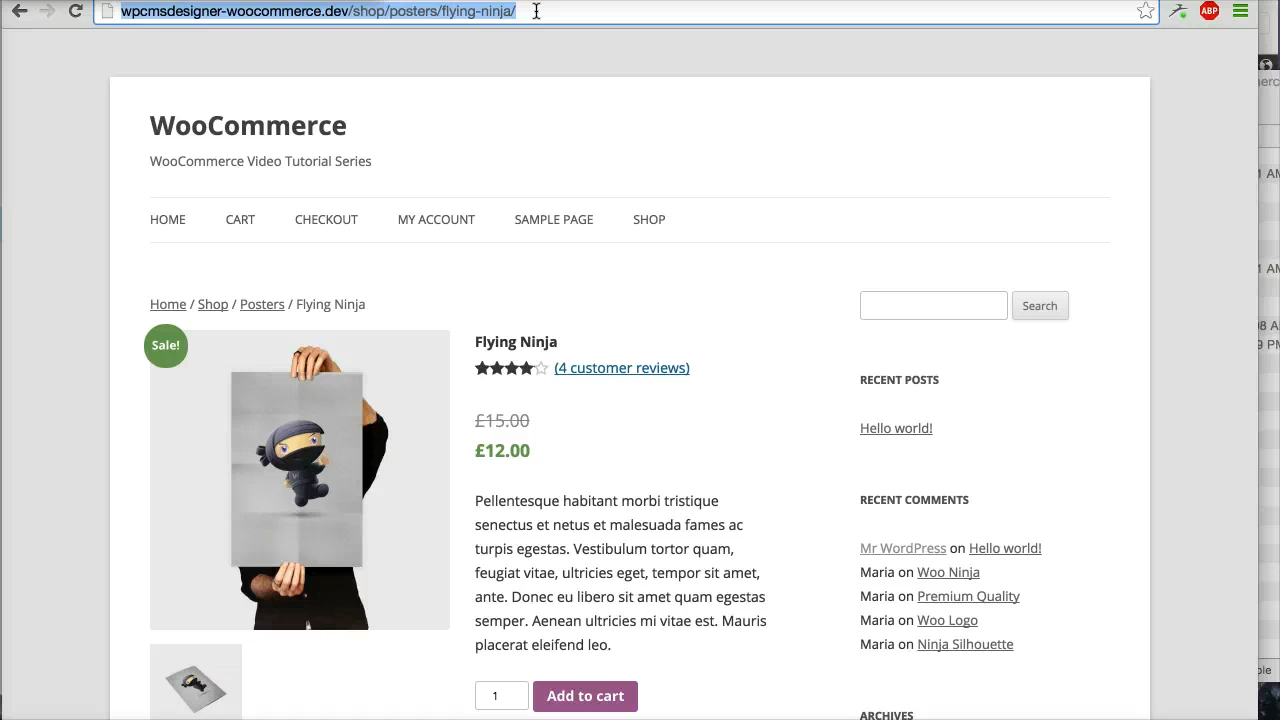 wpcmsdesigner-woocommerce.dev/shop/posters/flying-ninja/
ABP
WooCommerce
WooCommerce Video Tutorial Series
HOME CART CHECKOUT MY ACCOUNT SAMPLE PAGE SHOP
Home / Shop / Posters / Flying Ninja
Sale!
Flying Ninja
(4 customer reviews)
£15.00
£12.00
Pellentesque habitant morbi tristique
senectus et netus et malesuada fames ac
turpis egestas. Vestibulum tortor quam,
feugiat vitae, ultricies eget, tempor sit amet,
ante. Donec eu libero sit amet quam egestas
semper. Aenean ultricies mi vitae est. Mauris
placerat eleifend leo.
1 Add to cart
Search
RECENT POSTS
Hello world!
RECENT COMMENTS
Mr WordPress on Hello world!
Maria on Woo Ninja
Maria on Premium Quality
Maria on Woo Logo
Maria on Ninja Silhouette
ARCHIVES